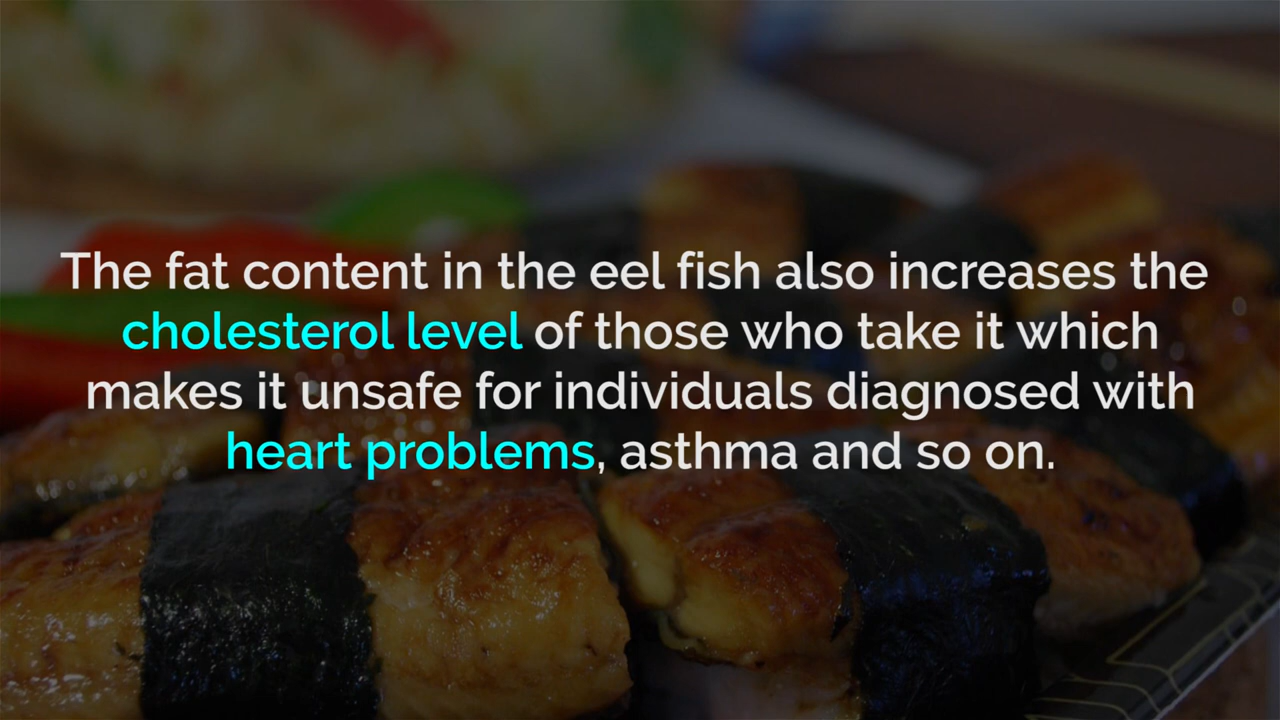 The fat content in the eel fish also increases the
cholesterol level of those who take it which
makes it unsafe for individuals diagnosed with
heart problems, asthma and so on.